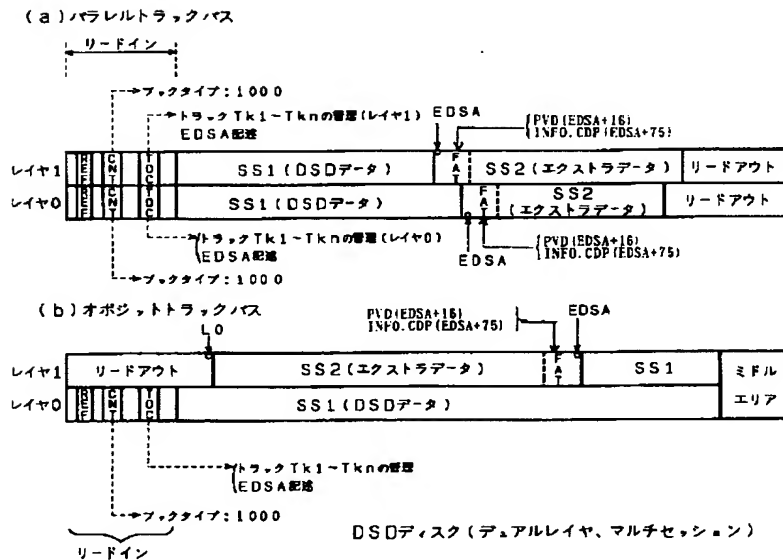 (a)パラレルトラックパス
リードイン
ブックタイプ:1000
トラックTk1~Tknの管理(レイヤ1)
EDSA記述
EDSA
PVD(EDSA+16)
INFO.CDP(EDSA+75)
レイヤ1
REF
CNT
TOC
SS1(DSDデータ)
FAT
SS2(エクストラデータ)
リードアウト
レイヤ0
REF
CNT
TOC
SS1(DSDデータ)
FAT
SS2
(エクストラデータ)
リードアウト
トラックTk1~Tknの管理(レイヤ0)
EDSA記述
EDSA
PVD(EDSA+16)
INFO.CDP(EDSA+75)
ブックタイプ:1000
(b)オポジットトラックパス
LO
PVD(EDSA+16)
INFO.CDP(EDSA+75)
EDSA
レイヤ1
リードアウト
SS2(エクストラデータ)
FAT
SS1
ミドル
エリア
レイヤ0
REF
CNT
TOC
SS1(DSDデータ)
トラックTk1~Tknの管理
EDSA記述
ブックタイプ:1000
リードイン
DSDディスク(デュアルレイヤ、マルチセッション)